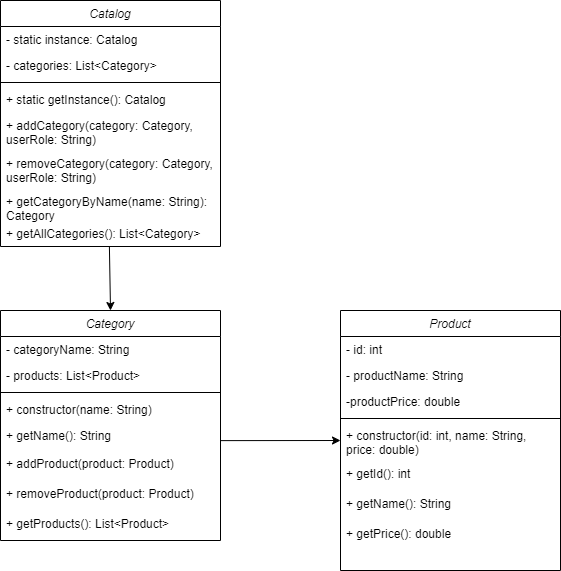 Catalog
- static instance: Catalog
- categories: List<Category>
+ static getInstance(): Catalog
+ addCategory(category: Category,
userRole: String)
+ removeCategory(category: Category,
userRole: String)
+ getCategoryByName(name: String):
Category
+ getAllCategories(): List<Category>
Category
- categoryName: String
- products: List<Product>
+ constructor(name: String)
+ getName(): String
+ addProduct(product: Product)
+ removeProduct(product: Product)
+ getProducts(): List<Product>
Product
- id: int
- productName: String
-productPrice: double
+ constructor(id: int, name: String,
price: double)
+ getId(): int
+ getName(): String
+ getPrice(): double